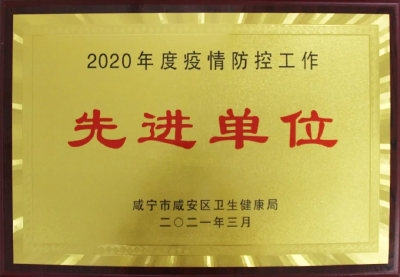 2020年度疫情防控工作
先进单位
咸宁市咸安区卫生健康局
二〇二一年三月